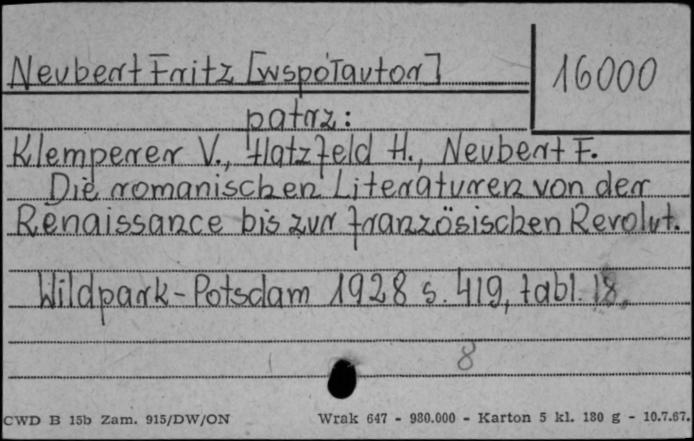 Neubert Fritz [współautor]
16000
patrz:
Klemperer V., Hatzfeld H., Neubert F.
Die romanischen Literaturen von der
Renaissance bis zur französischen Revolut.
Wildpark-Potsdam 1928 s. 419, tabl. 18.
8
CWD B 15b Zam. 915/DW/ON
Wrak 647 - 980.000 - Karton 5 kl. 180 g - 10.7.67.